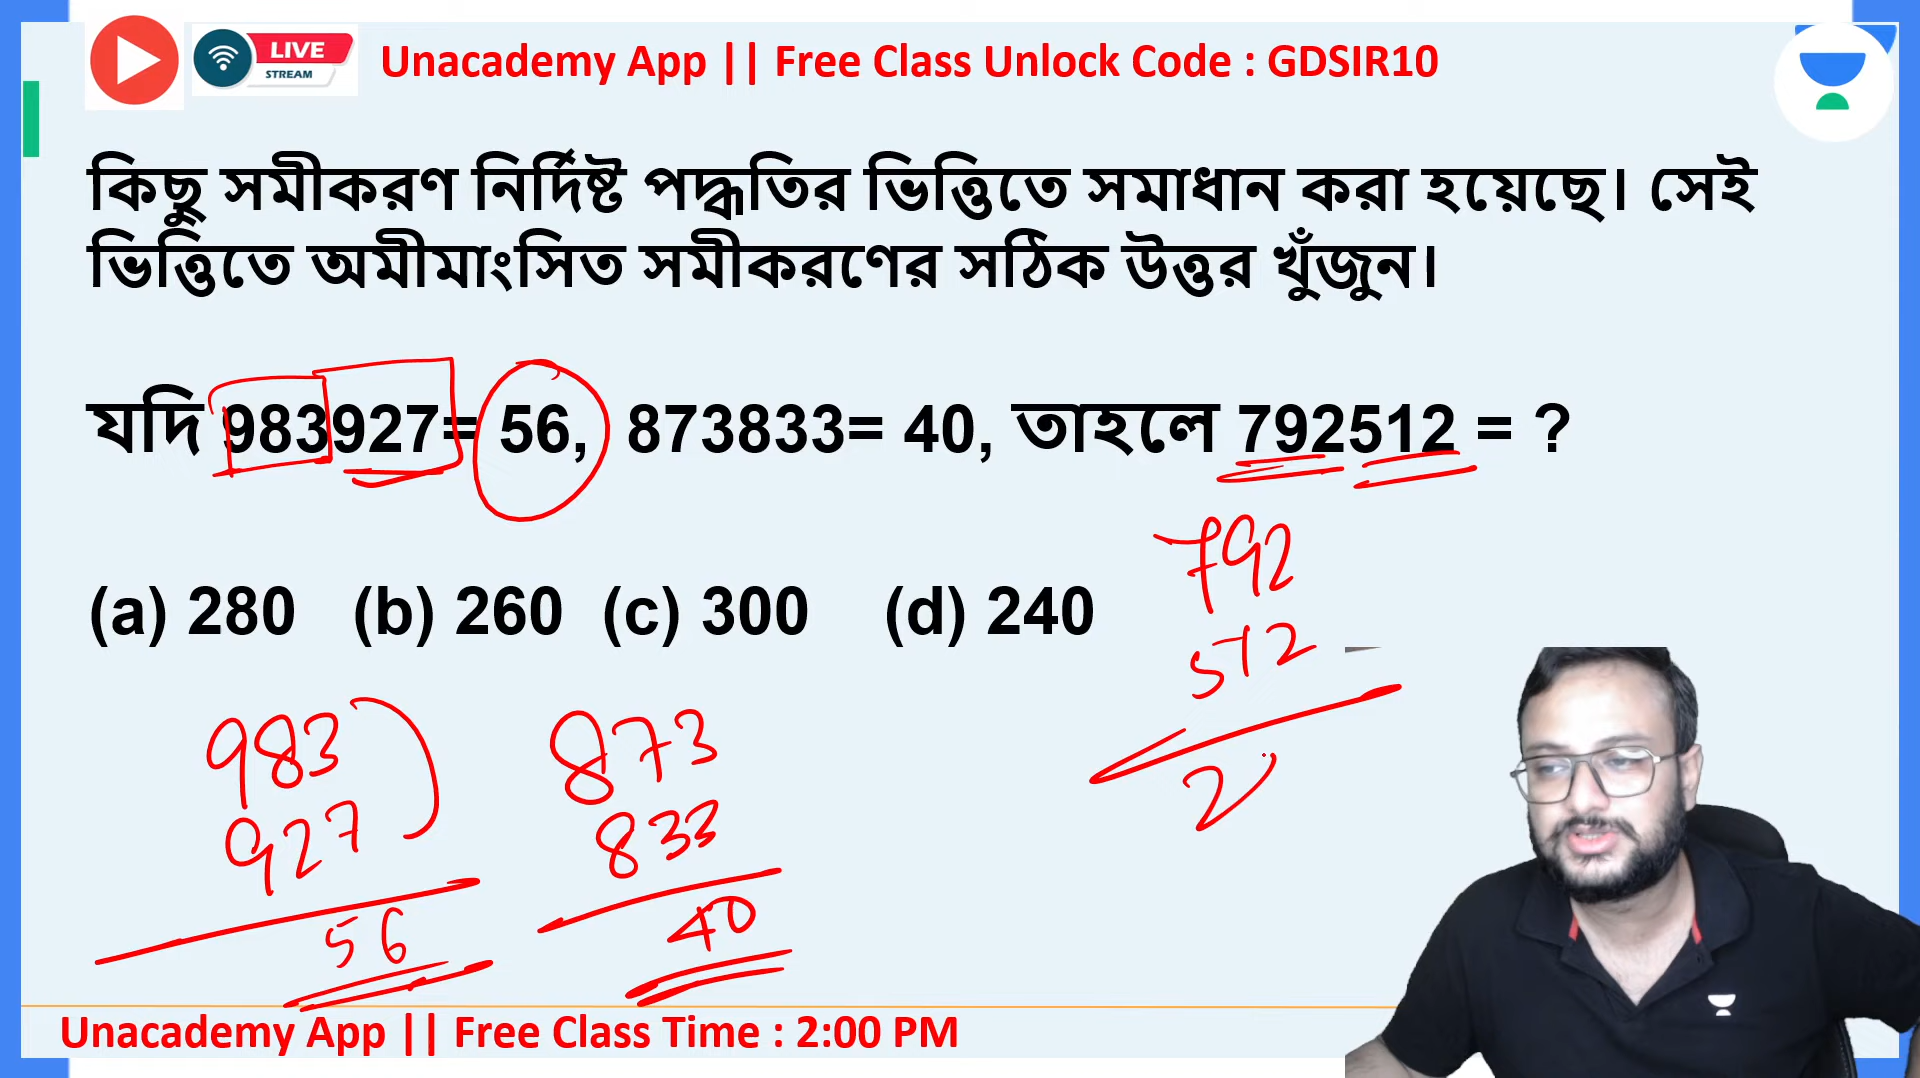 LIVE
STREAM
Unacademy App || Free Class Unlock Code : GDSIR10
কিছু সমীকরণ নির্দিষ্ট পদ্ধতির ভিত্তিতে সমাধান করা হয়েছে। সেই
ভিত্তিতে অমীমাংসিত সমীকরণের সঠিক উত্তর খুঁজুন।
যদি 983927= 56, 873833= 40, তাহলে 792512 = ?
(a) 280 (b) 260 (c) 300 (d) 240
792
512
2
983
927
56
873
833
40
Unacademy App || Free Class Time : 2:00 PM